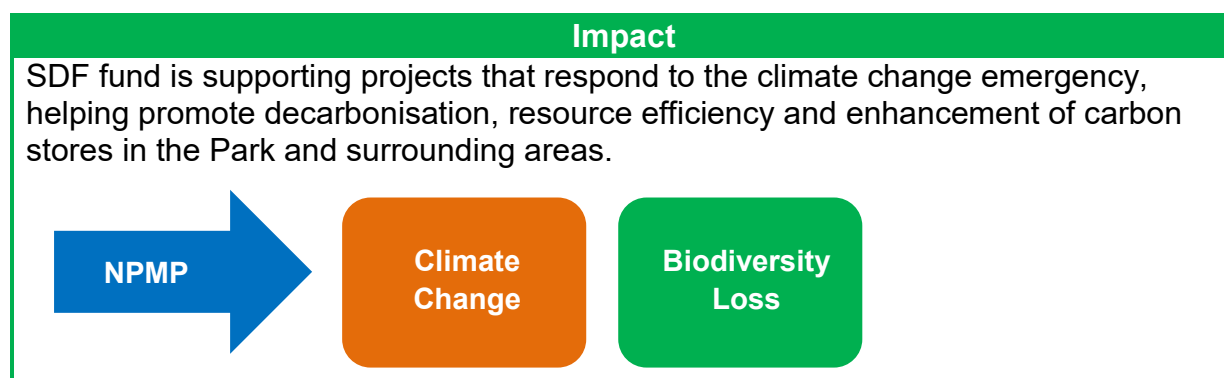 Impact
SDF fund is supporting projects that respond to the climate change emergency,
helping promote decarbonisation, resource efficiency and enhancement of carbon
stores in the Park and surrounding areas.
NPMP
Climate
Change
Biodiversity
Loss